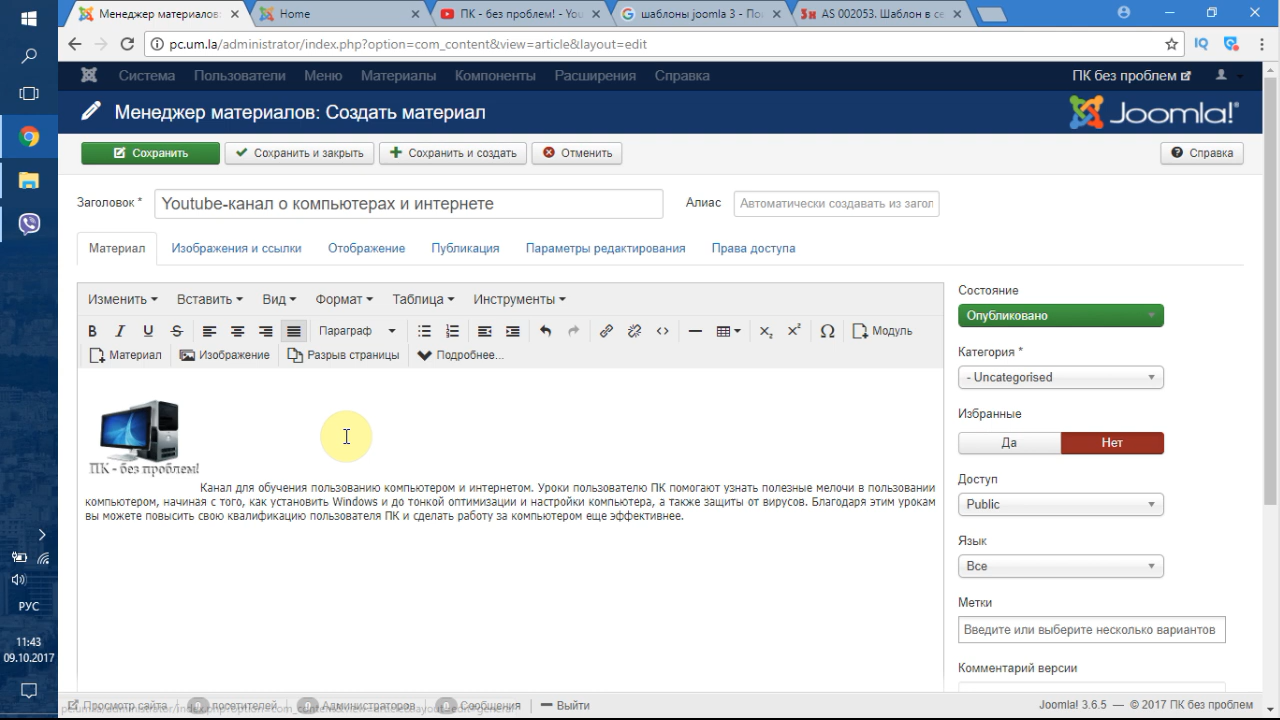 Менеджер материалов:
Home
ПК - без проблем! - You
шаблоны joomla 3 - По
AS 002053. Шаблон в се
pc.um.la/administrator/index.php?option=com_content&view=article&layout=edit
Система Пользователи Меню Материалы Компоненты Расширения Справка
ПК без проблем
Менеджер материалов: Создать материал
Joomla!
Сохранить
Сохранить и закрыть
Сохранить и создать
Отменить
Справка
Заголовок * Youtube-канал о компьютерах и интернете
Алиас Автоматически создавать из загол
Материал Изображения и ссылки Отображение Публикация Параметры редактирования Права доступа
Изменить Вставить Вид Формат Таблица Инструменты
Параграф
Модуль
Материал Изображение Разрыв страницы Подробнее...
ПК - без проблем!
Канал для обучения пользованию компьютером и интернетом. Уроки пользователю ПК помогают узнать полезные мелочи в пользовании
компьютером, начиная с того, как установить Windows и до тонкой оптимизации и настройки компьютера, а также защиты от вирусов. Благодаря этим урокам
вы можете повысить свою квалификацию пользователя ПК и сделать работу за компьютером еще эффективнее.
Состояние
Опубликовано
Категория *
- Uncategorised
Избранные
Да Нет
Доступ
Public
Язык
Все
Метки
Введите или выберите несколько вариантов
Комментарий версии
РУС
11:43
09.10.2017
Просмотр сайта
посетителей
Администраторов
Сообщения
Выйти
Joomla! 3.6.5 — © 2017 ПК без проблем